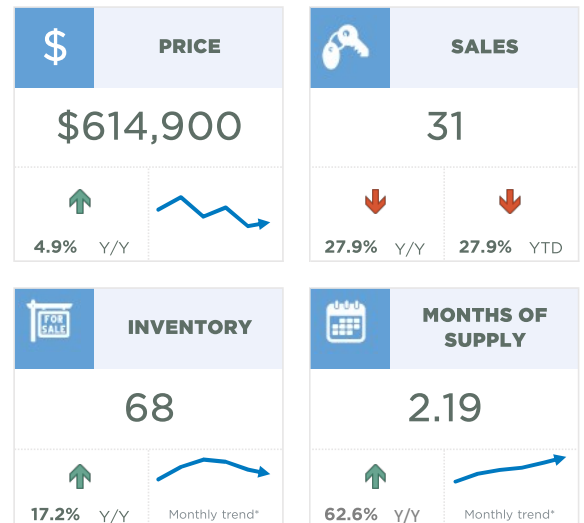 $
PRICE
$614,900
4.9% Y/Y
SALES
31
27.9% Y/Y
27.9% YTD
FOR
SALE
INVENTORY
68
17.2% Y/Y
Monthly trend*
MONTHS OF
SUPPLY
2.19
62.6% Y/Y
Monthly trend*